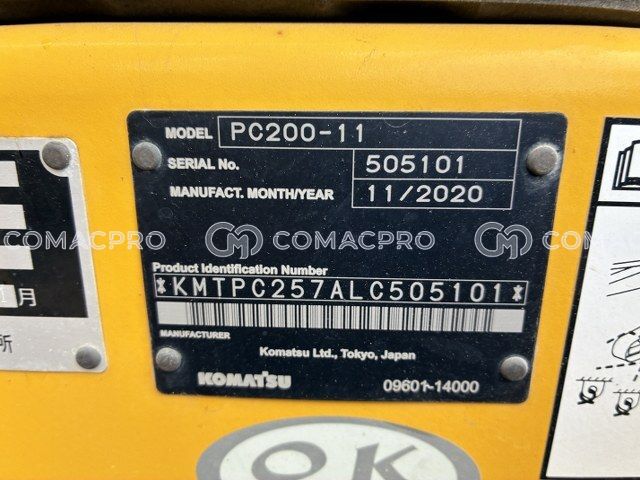 MODEL PC200-11
SERIAL No. 505101
MANUFACT. MONTH/YEAR 11/2020
COMACPRO COMACPRO COMACPRO
Product Identification Number
*KMTPC257ALC505101*
MANUFACTURER
Komatsu Ltd., Tokyo, Japan
KOMATSU 09601-14000
月
所
OK